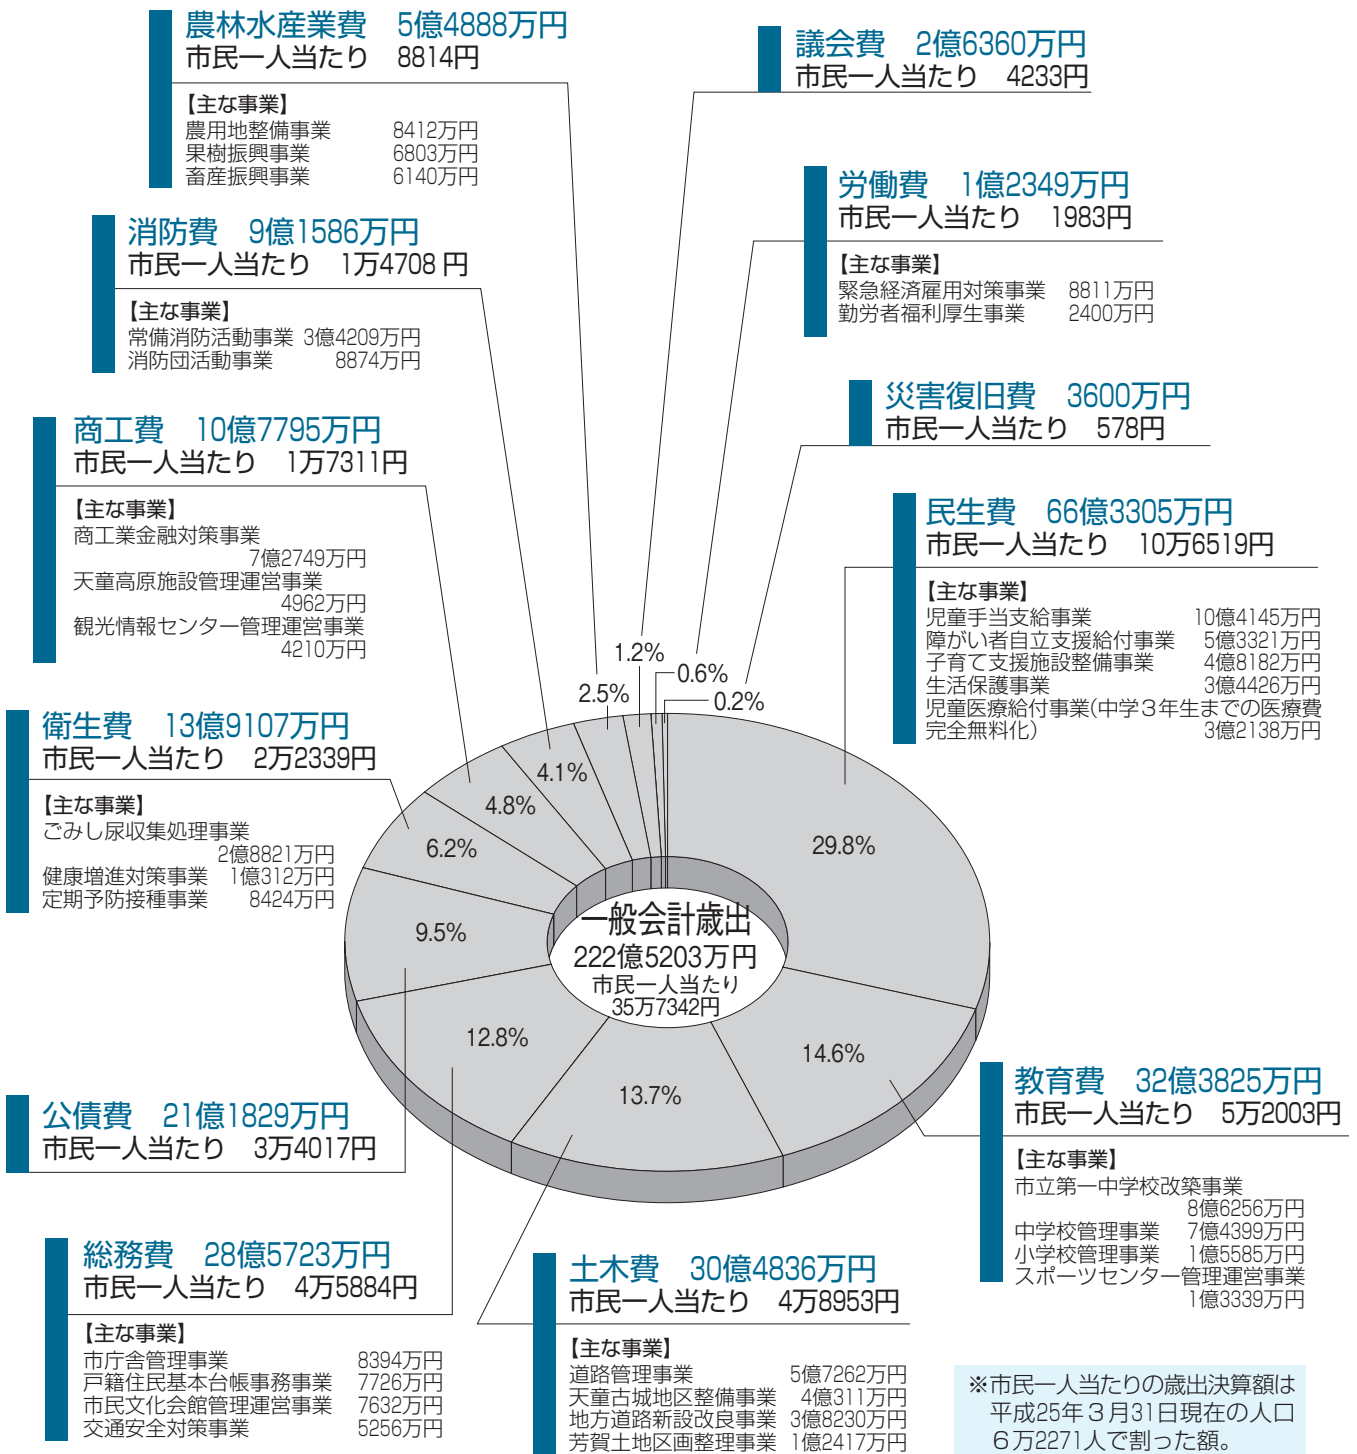 農林水産業費　5億4888万円
市民一人当たり　8814円
【主な事業】
農用地整備事業　8412万円
果樹振興事業　6803万円
畜産振興事業　6140万円
議会費　2億6360万円
市民一人当たり　4233円
労働費　1億2349万円
市民一人当たり　1983円
【主な事業】
緊急経済雇用対策事業　8811万円
勤労者福利厚生事業　2400万円
消防費　9億1586万円
市民一人当たり　1万4708円
【主な事業】
常備消防活動事業　3億4209万円
消防団活動事業　8874万円
災害復旧費　3600万円
市民一人当たり　578円
商工費　10億7795万円
市民一人当たり　1万7311円
【主な事業】
商工業金融対策事業
7億2749万円
天童高原施設管理運営事業
4962万円
観光情報センター管理運営事業
4210万円
民生費　66億3305万円
市民一人当たり　10万6519円
【主な事業】
児童手当支給事業　10億4145万円
障がい者自立支援給付事業　5億3321万円
子育て支援施設整備事業　4億8182万円
生活保護事業　3億4426万円
児童医療給付事業(中学３年生までの医療費
完全無料化)　3億2138万円
衛生費　13億9107万円
市民一人当たり　2万2339円
【主な事業】
ごみし尿収集処理事業
2億8821万円
健康増進対策事業　1億312万円
定期予防接種事業　8424万円
1.2%
0.6%
2.5%
0.2%
4.1%
4.8%
6.2%
29.8%
9.5%
12.8%
13.7%
14.6%
一般会計歳出
222億5203万円
市民一人当たり
35万7342円
公債費　21億1829万円
市民一人当たり　3万4017円
教育費　32億3825万円
市民一人当たり　5万2003円
【主な事業】
市立第一中学校改築事業
8億6256万円
中学校管理事業　7億4399万円
小学校管理事業　1億5585万円
スポーツセンター管理運営事業
1億3339万円
総務費　28億5723万円
市民一人当たり　4万5884円
【主な事業】
市庁舎管理事業　8394万円
戸籍住民基本台帳事務事業　7726万円
市民文化会館管理運営事業　7632万円
交通安全対策事業　5256万円
土木費　30億4836万円
市民一人当たり　4万8953円
【主な事業】
道路管理事業　5億7262万円
天童古城地区整備事業　4億311万円
地方道路新設改良事業　3億8230万円
芳賀土地区画整理事業　1億2417万円
※市民一人当たりの歳出決算額は
平成25年３月31日現在の人口
６万2271人で割った額。